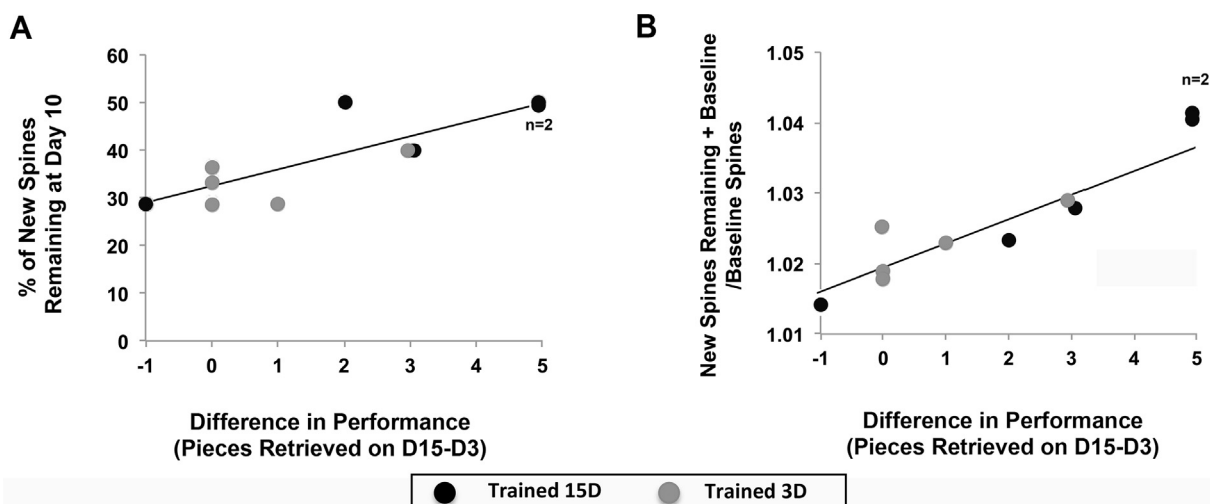 A
% of New Spines
Remaining at Day 10
60
50
40
30
20
10
0
n=2
-1 0 1 2 3 4 5
Difference in Performance
(Pieces Retrieved on D15-D3)
B
New Spines Remaining + Baseline
/Baseline Spines
1.05
1.04
1.03
1.02
1.01
n=2
-1 0 1 2 3 4 5
Difference in Performance
(Pieces Retrieved on D15-D3)
Trained 15D Trained 3D